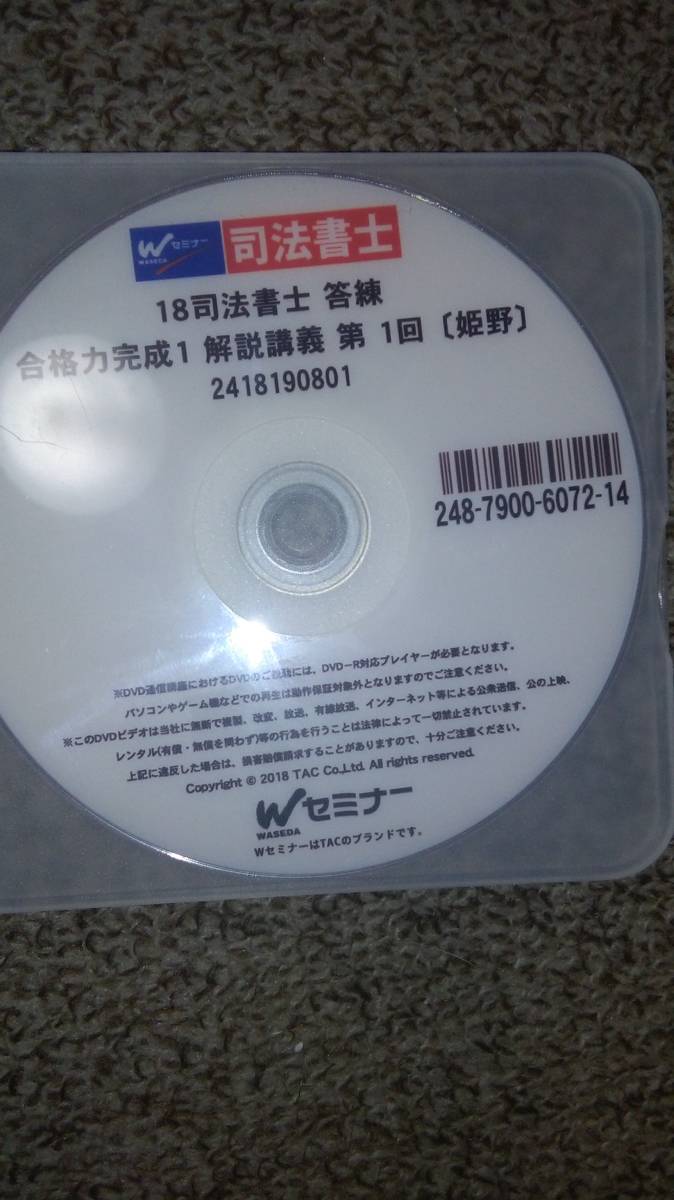 W セミナー
WASEDA
司法書士
18司法書士 答練
合格力完成1 解説講義 第 1回〔姫野〕
2418190801
248-7900-6072-14
※DVD通信講座におけるDVDのご視聴には、DVD－R対応プレイヤーが必要となります。
パソコンやゲーム機などでの再生は動作保証対象外となりますのでご注意ください。
※このDVDビデオは当社に無断で複製、改変、放送、有線放送、インターネット等による公衆送信、公の上映、
レンタル(有償・無償を問わず)等の行為を行うことは法律によって一切禁止されています。
上記に違反した場合は、損害賠償請求することがありますので、十分ご注意ください。
Copyright © 2018 TAC Co.,Ltd. All rights reserved.
Wセミナー
WASEDA
WセミナーはTACのブランドです。